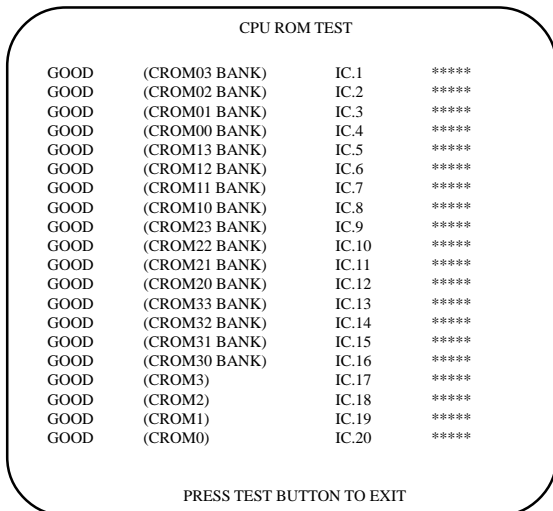 CPU ROM TEST
GOOD (CROM03 BANK) IC.1 *****
GOOD (CROM02 BANK) IC.2 *****
GOOD (CROM01 BANK) IC.3 *****
GOOD (CROM00 BANK) IC.4 *****
GOOD (CROM13 BANK) IC.5 *****
GOOD (CROM12 BANK) IC.6 *****
GOOD (CROM11 BANK) IC.7 *****
GOOD (CROM10 BANK) IC.8 *****
GOOD (CROM23 BANK) IC.9 *****
GOOD (CROM22 BANK) IC.10 *****
GOOD (CROM21 BANK) IC.11 *****
GOOD (CROM20 BANK) IC.12 *****
GOOD (CROM33 BANK) IC.13 *****
GOOD (CROM32 BANK) IC.14 *****
GOOD (CROM31 BANK) IC.15 *****
GOOD (CROM30 BANK) IC.16 *****
GOOD (CROM3) IC.17 *****
GOOD (CROM2) IC.18 *****
GOOD (CROM1) IC.19 *****
GOOD (CROM0) IC.20 *****
PRESS TEST BUTTON TO EXIT